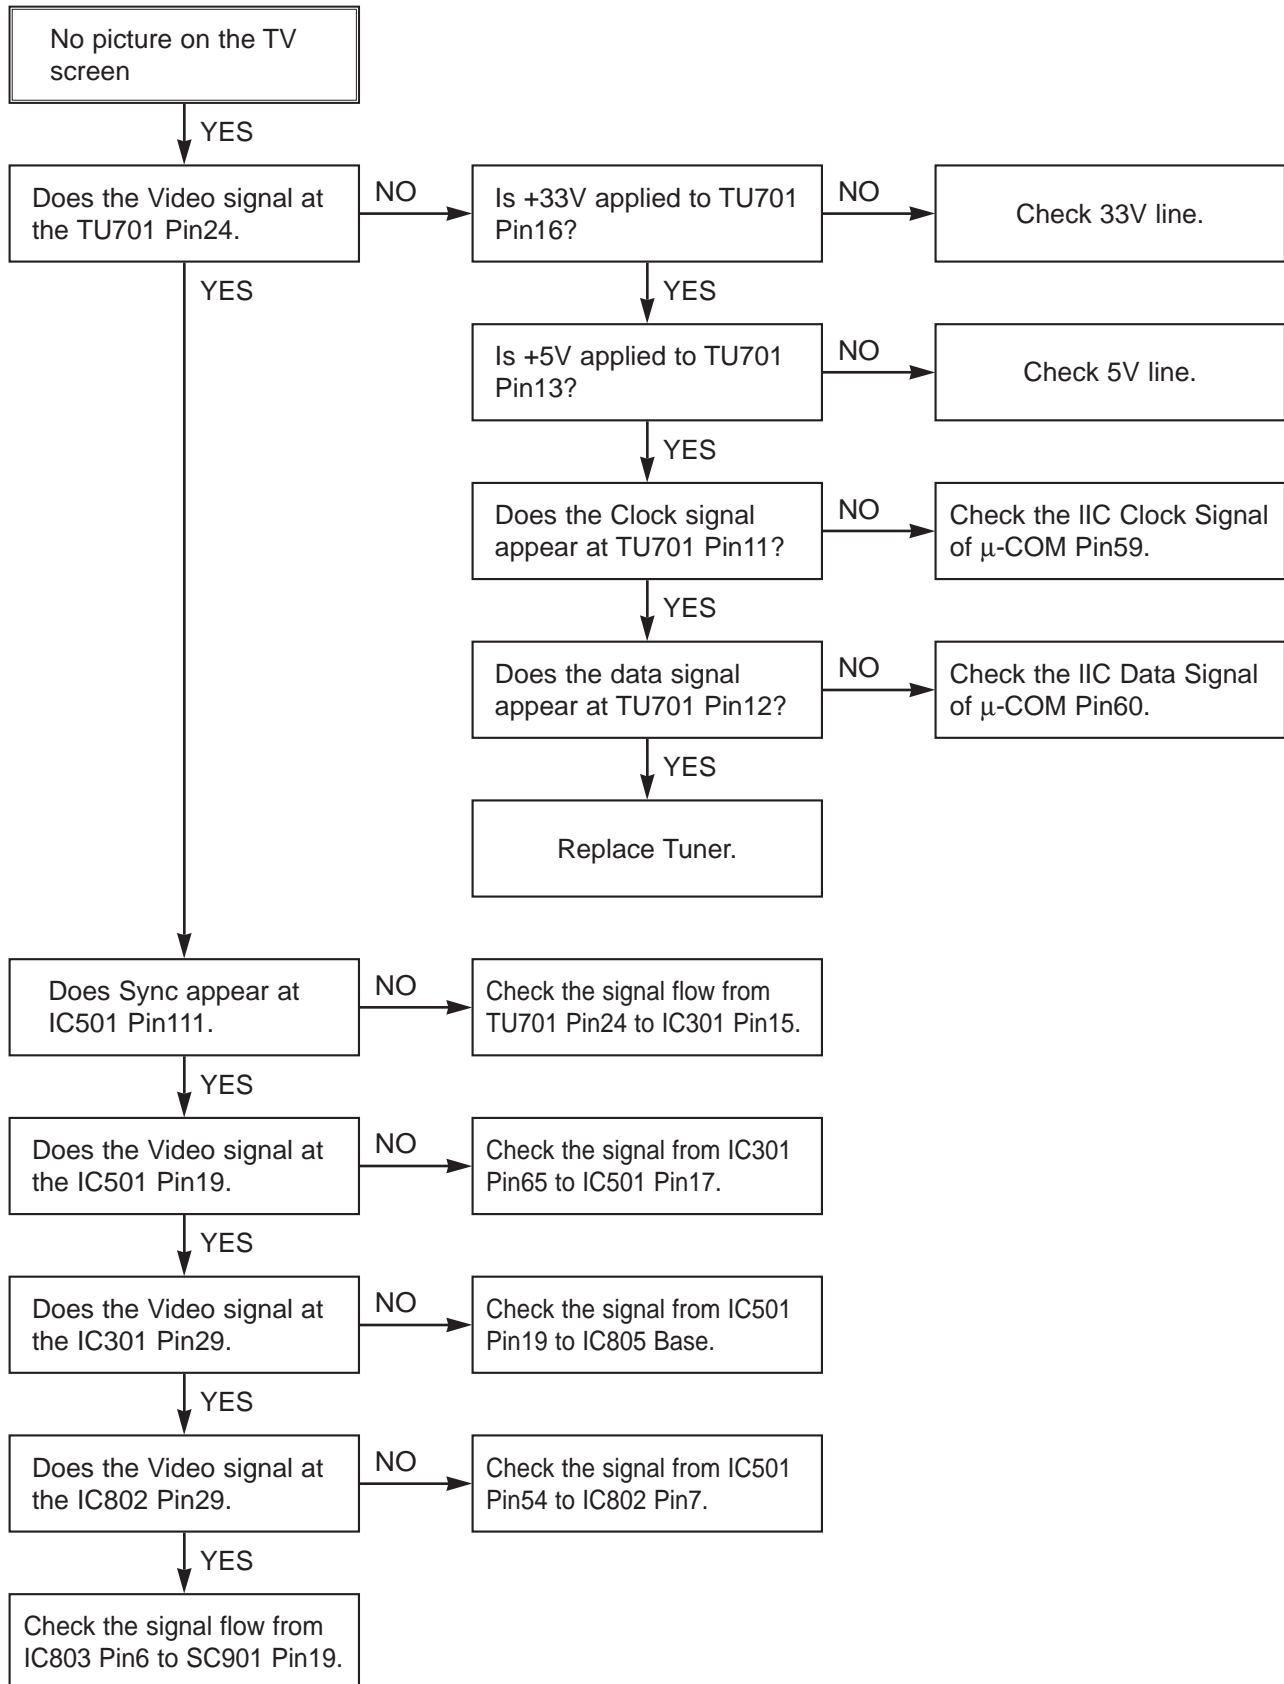 No picture on the TV
screen
YES
Does the Video signal at
the TU701 Pin24.
NO
Is +33V applied to TU701
Pin16?
NO
Check 33V line.
YES
YES
Is +5V applied to TU701
Pin13?
NO
Check 5V line.
YES
Does the Clock signal
appear at TU701 Pin11?
NO
Check the IIC Clock Signal
of μ-COM Pin59.
YES
Does the data signal
appear at TU701 Pin12?
NO
Check the IIC Data Signal
of μ-COM Pin60.
YES
Replace Tuner.
Does Sync appear at
IC501 Pin111.
NO
Check the signal flow from
TU701 Pin24 to IC301 Pin15.
YES
Does the Video signal at
the IC501 Pin19.
NO
Check the signal from IC301
Pin65 to IC501 Pin17.
YES
Does the Video signal at
the IC301 Pin29.
NO
Check the signal from IC501
Pin19 to IC805 Base.
YES
Does the Video signal at
the IC802 Pin29.
NO
Check the signal from IC501
Pin54 to IC802 Pin7.
YES
Check the signal flow from
IC803 Pin6 to SC901 Pin19.